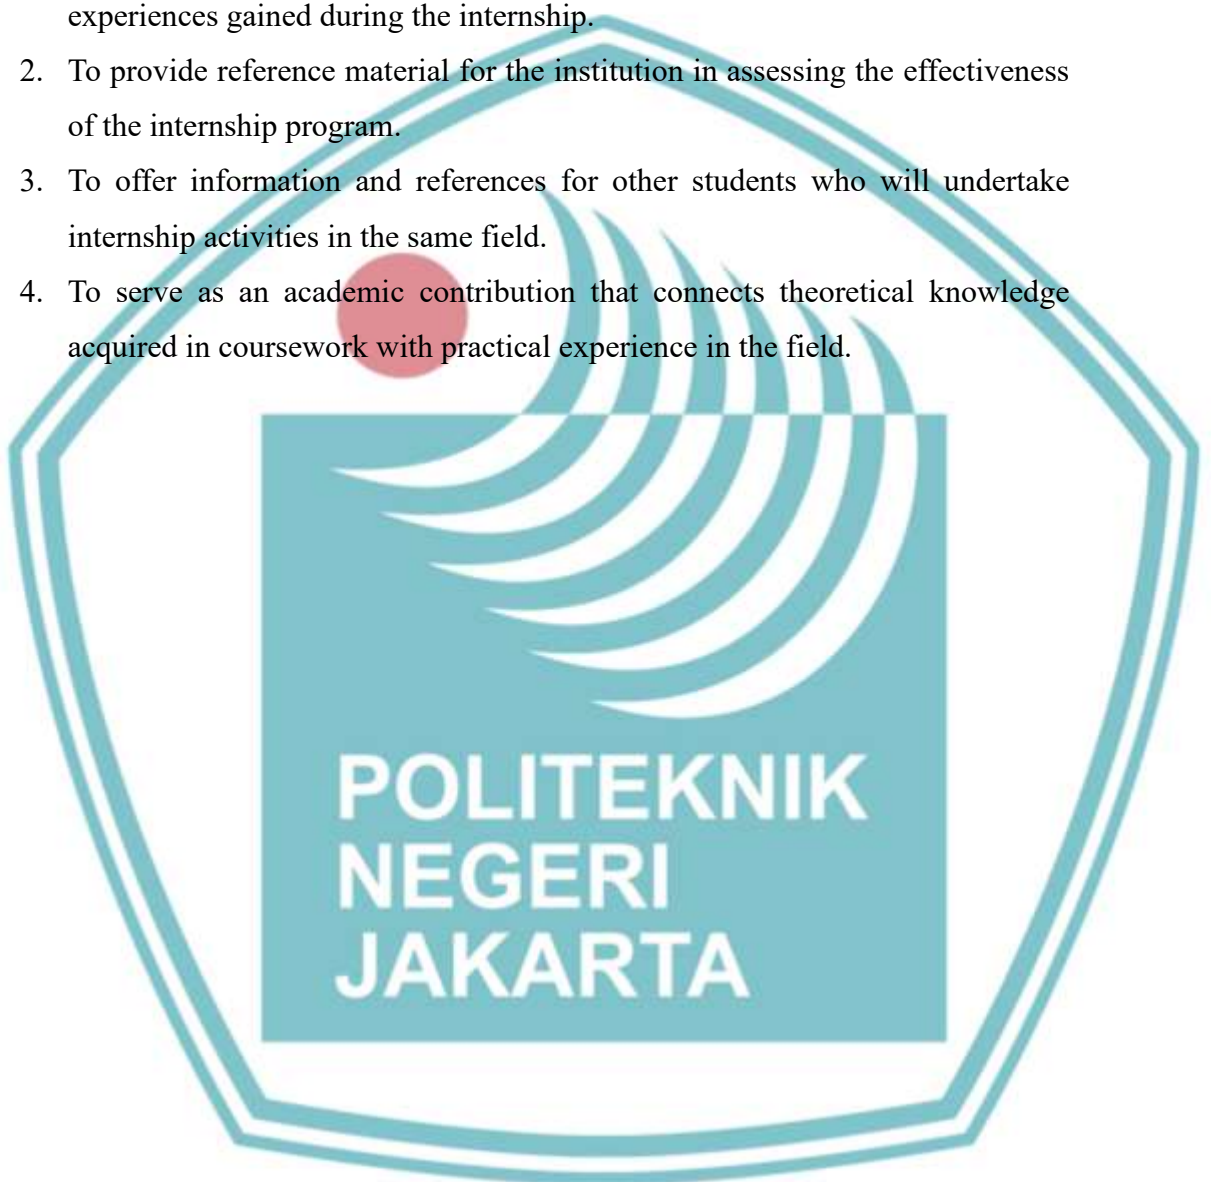 experiences gained during the internship.
2. To provide reference material for the institution in assessing the effectiveness
of the internship program.
3. To offer information and references for other students who will undertake
internship activities in the same field.
4. To serve as an academic contribution that connects theoretical knowledge
acquired in coursework with practical experience in the field.
POLITEKNIK
NEGERI
JAKARTA